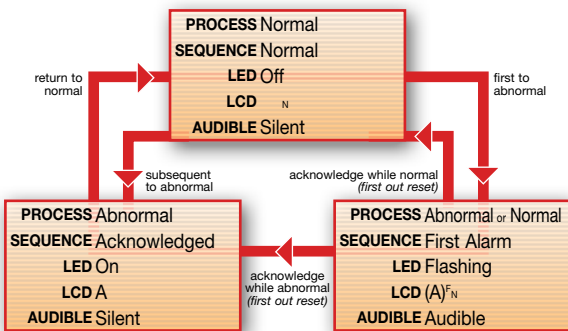 PROCESS Normal
SEQUENCE Normal
LED Off
LCD N
AUDIBLE Silent
return to
normal
first to
abnormal
subsequent
to abnormal
acknowledge while normal
(first out reset)
PROCESS Abnormal
SEQUENCE Acknowledged
LED On
LCD A
AUDIBLE Silent
acknowledge
while abnormal
(first out reset)
PROCESS Abnormal or Normal
SEQUENCE First Alarm
LED Flashing
LCD (A)FN
AUDIBLE Audible